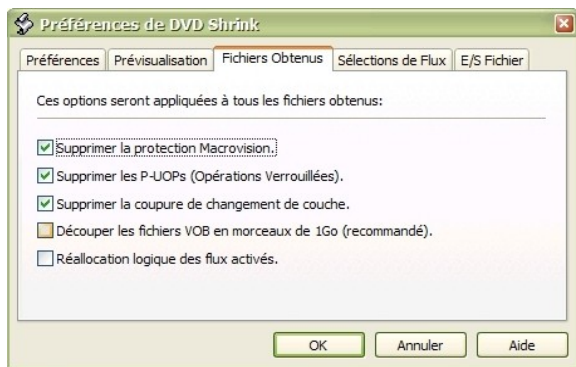 Préférences de DVD Shrink
Préférences Prévisualisation Fichiers Obtenus Sélections de Flux E/S Fichier
Ces options seront appliquées à tous les fichiers obtenus:
Supprimer la protection Macrovision.
Supprimer les P-UOPs (Opérations Verrouillées).
Supprimer la coupure de changement de couche.
Découper les fichiers VOB en morceaux de 1Go (recommandé).
Réallocation logique des flux activés.
OK Annuler Aide